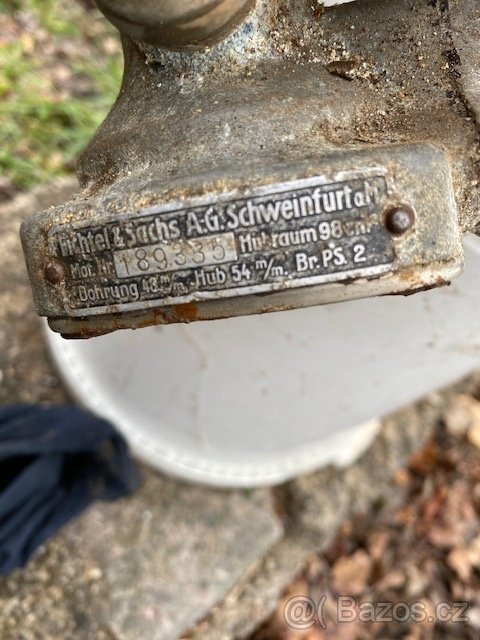 Fichtel & Sachs A.G. Schweinfurt a.M.
Mot. Nr. 189335 Hubraum 98 cm
Bohrung 48 m/m. Hub 54 m/m. Br. PS. 2
@ Bazos.cz